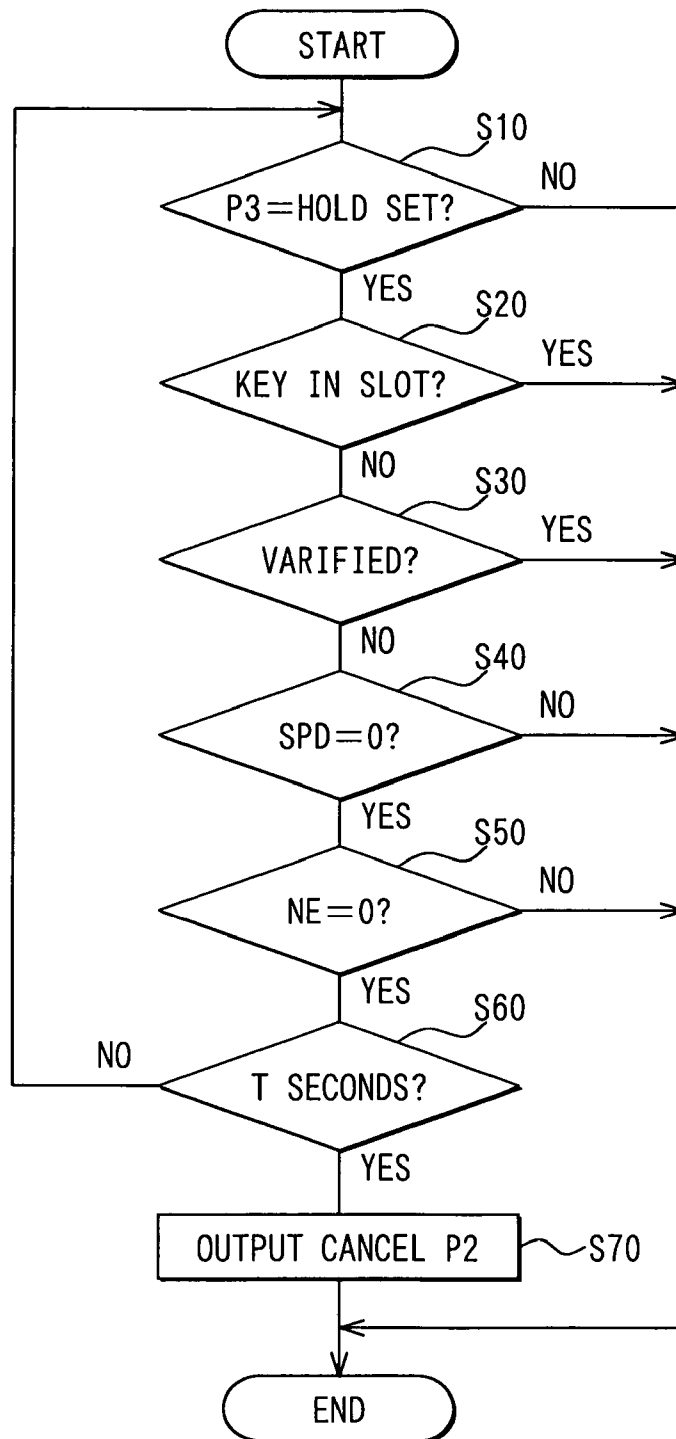 START
S10
P3=HOLD SET?
NO
YES
S20
KEY IN SLOT?
YES
NO
S30
VARIFIED?
YES
NO
S40
SPD=0?
NO
YES
S50
NE=0?
NO
YES
S60
NO
T SECONDS?
YES
OUTPUT CANCEL P2
S70
END